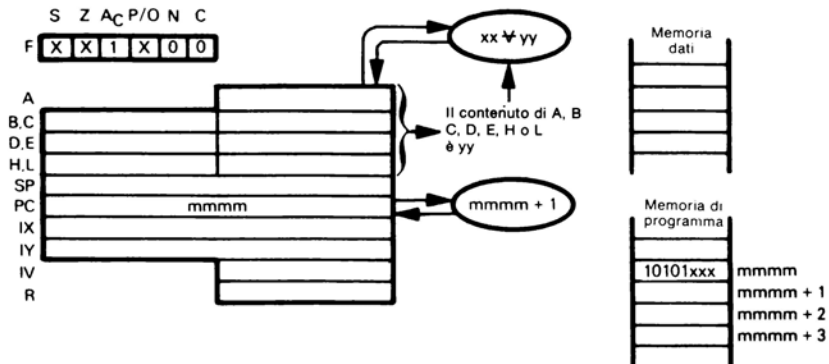 S Z AC P/O N C
F X X 1 X 0 0
A
B,C
D,E
H,L
SP
PC mmmm
IX
IY
IV
R
xx ⊻ yy
Il contenuto di A, B
C, D, E, H o L
è yy
mmmm + 1
Memoria
dati
Memoria di
programma
10101xxx mmmm
mmmm + 1
mmmm + 2
mmmm + 3